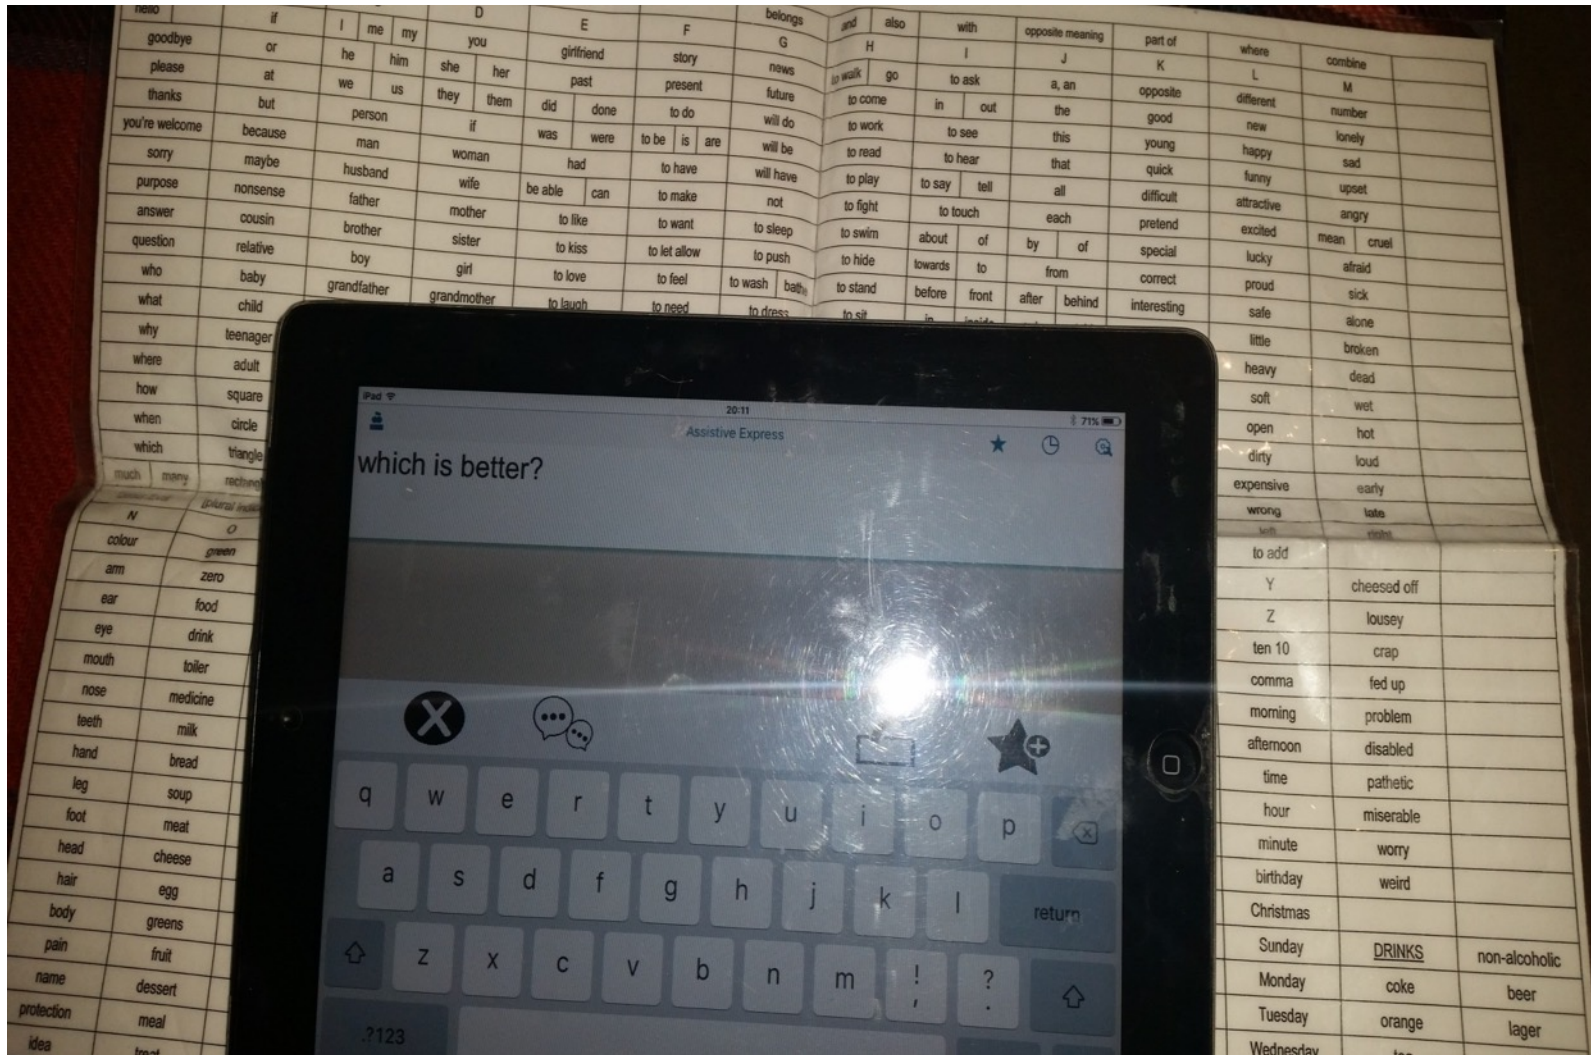 belongs and also with opposite meaning part of where combine
D E F G H I J K L M
hello if I me my you girlfriend story news to walk go to ask a, an opposite different number
goodbye or he him she her past present future to come in out the good new lonely
please at we us they them did done to do will do to work to see this young happy sad
thanks but person if was were to be is are will be to read to hear that quick funny upset
you're welcome because man woman had to have will have to play to say tell all difficult attractive angry
sorry maybe husband wife be able can to make not to fight to touch each pretend excited mean cruel
purpose nonsense father mother to like to want to sleep to swim about of by of special lucky afraid
answer cousin brother sister to kiss to let allow to push to hide towards to from correct proud sick
question relative boy girl to love to feel to wash bathe to stand before front after behind interesting safe alone
who baby grandfather grandmother to laugh to need to dress to sit in inside little broken
what child heavy dead
why teenager soft wet
where adult open hot
how square dirty loud
when circle expensive early
which triangle wrong late
much many left right
iPad 20:11 71%
Assistive Express
which is better?
q w e r t y u i o p
a s d f g h j k l return
z x c v b n m ! , ? .
.?123
N O
colour green
arm zero
ear food
eye drink
mouth toiler
nose medicine
teeth milk
hand bread
leg soup
foot meat
head cheese
hair egg
body greens
pain fruit
name dessert
protection meal
idea treat
to add
Y cheesed off
Z lousey
ten 10 crap
comma fed up
morning problem
afternoon disabled
time pathetic
hour miserable
minute worry
birthday weird
Christmas
Sunday DRINKS non-alcoholic
Monday coke beer
Tuesday orange lager
Wednesday